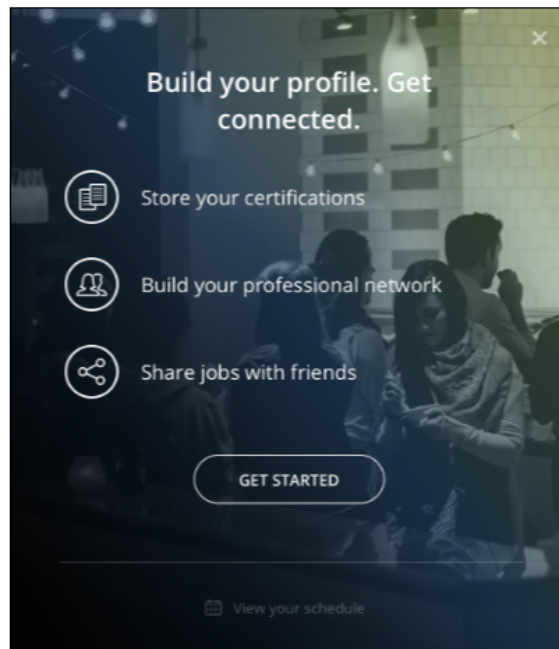 Build your profile. Get
connected.
Store your certifications
Build your professional network
Share jobs with friends
GET STARTED
View your schedule